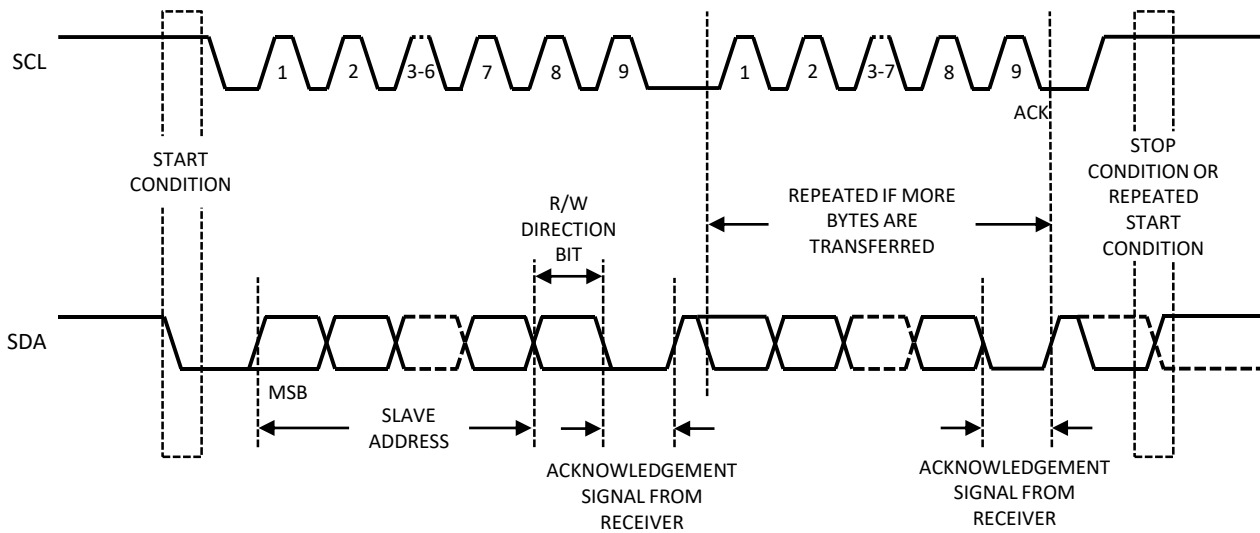 SCL
1
2
3-6
7
8
9
1
2
3-7
8
9
ACK
START
CONDITION
R/W
DIRECTION
BIT
REPEATED IF MORE
BYTES ARE
TRANSFERRED
STOP
CONDITION OR
REPEATED
START
CONDITION
SDA
MSB
SLAVE
ADDRESS
ACKNOWLEDGEMENT
SIGNAL FROM
RECEIVER
ACKNOWLEDGEMENT
SIGNAL FROM
RECEIVER